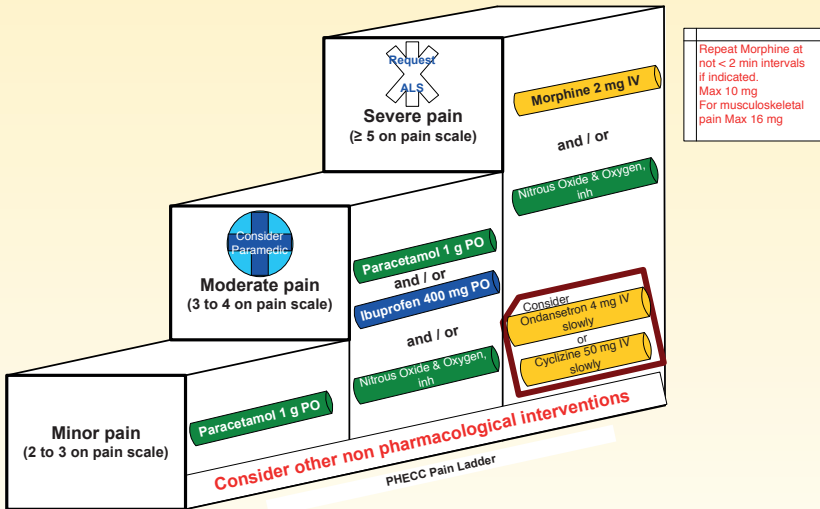 Request
ALS
Severe pain
(≥ 5 on pain scale)
Morphine 2 mg IV
and / or
Nitrous Oxide & Oxygen,
inh
Repeat Morphine at
not < 2 min intervals
if indicated.
Max 10 mg
For musculoskeletal
pain Max 16 mg
Consider
Paramedic
Moderate pain
(3 to 4 on pain scale)
Paracetamol 1 g PO
and / or
Ibuprofen 400 mg PO
and / or
Nitrous Oxide & Oxygen,
inh
Consider
Ondansetron 4 mg IV
slowly
or
Cyclizine 50 mg IV
slowly
Minor pain
(2 to 3 on pain scale)
Paracetamol 1 g PO
Consider other non pharmacological interventions
PHECC Pain Ladder